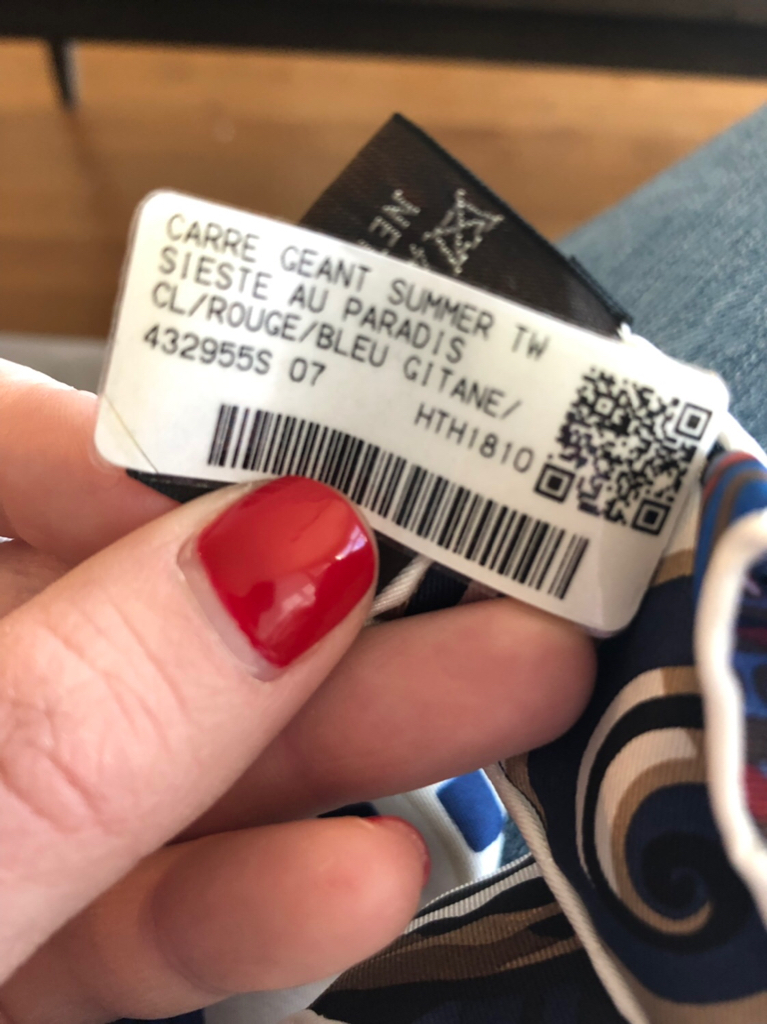 CARRE GEANT SUMMER TW
SIESTE AU PARADIS
CL/ROUGE/BLEU GITANE/
432955S 07
HTH1810